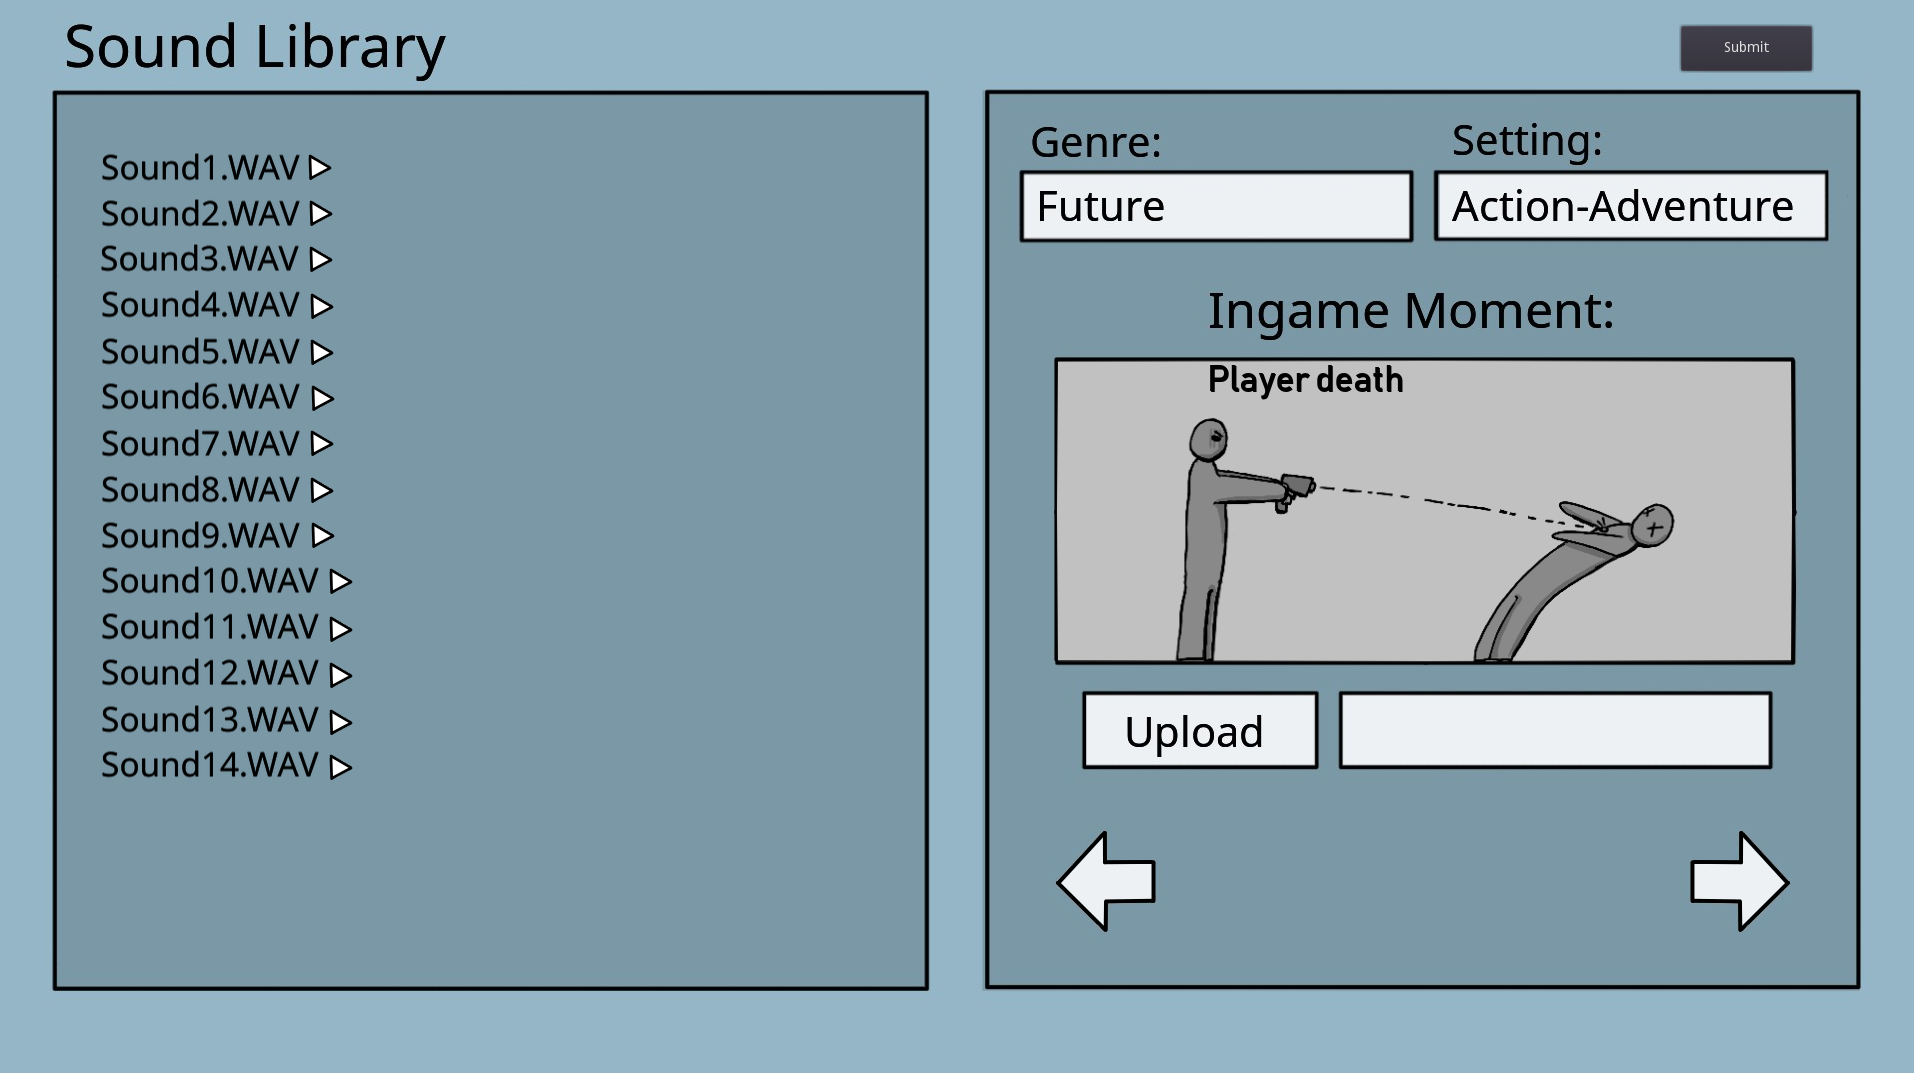 Sound Library
Submit
Sound1.WAV
Sound2.WAV
Sound3.WAV
Sound4.WAV
Sound5.WAV
Sound6.WAV
Sound7.WAV
Sound8.WAV
Sound9.WAV
Sound10.WAV
Sound11.WAV
Sound12.WAV
Sound13.WAV
Sound14.WAV
Genre:
Setting:
Future
Action-Adventure
Ingame Moment:
Player death
Upload